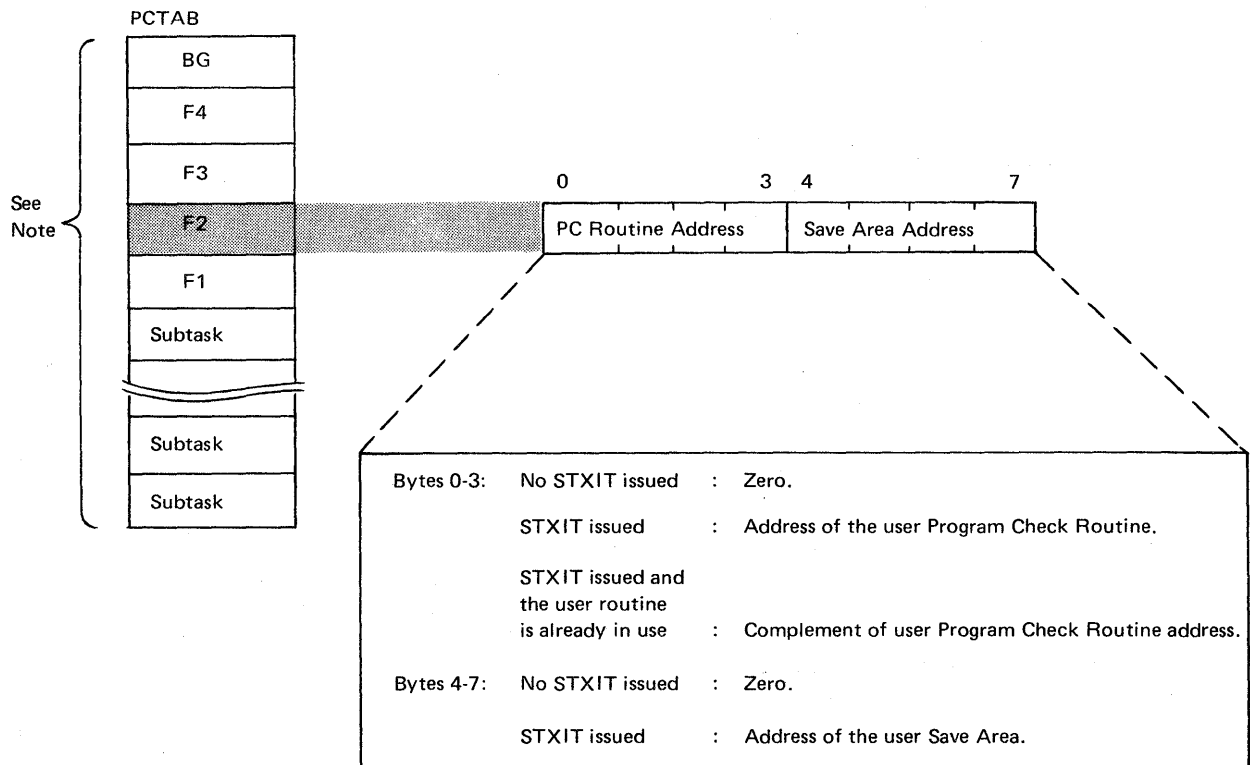 PCTAB
BG
F4
F3
See
Note
F2
F1
Subtask
Subtask
Subtask
0 3 4 7
PC Routine Address Save Area Address
Bytes 0-3: No STXIT issued : Zero.
STXIT issued : Address of the user Program Check Routine.
STXIT issued and
the user routine
is already in use : Complement of user Program Check Routine address.
Bytes 4-7: No STXIT issued : Zero.
STXIT issued : Address of the user Save Area.